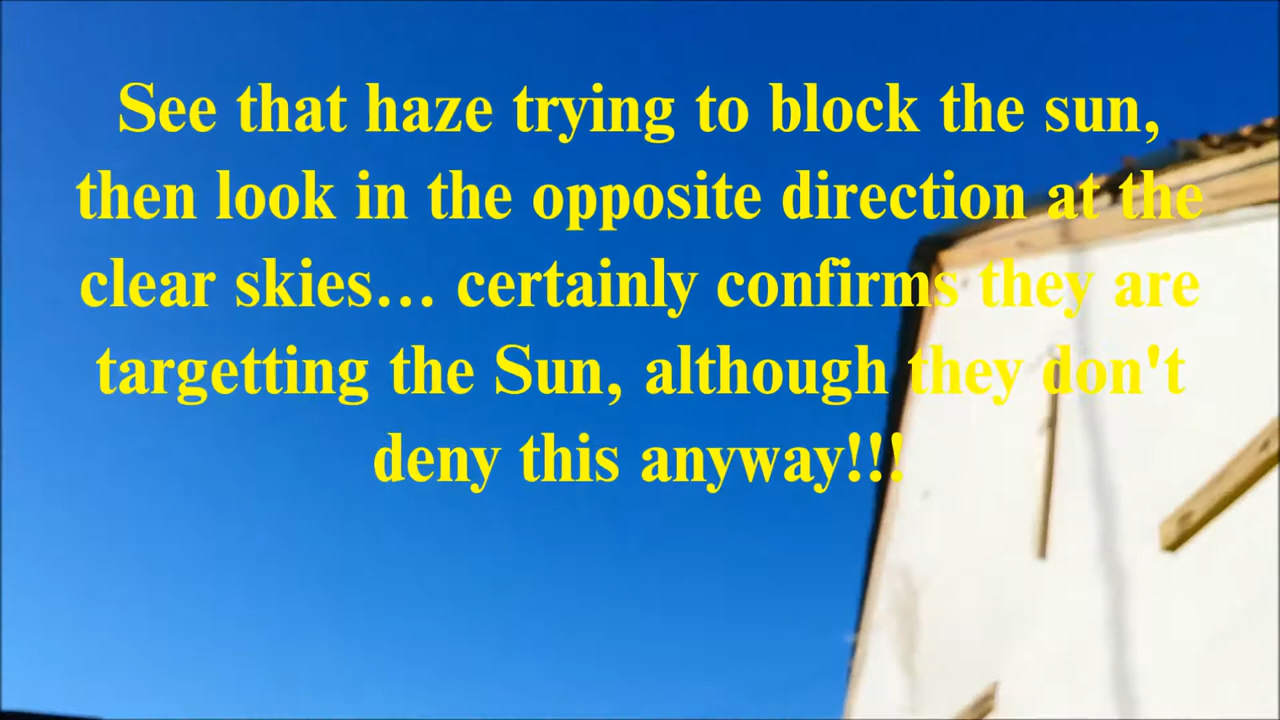 See that haze trying to block the sun,
then look in the opposite direction at the
clear skies… certainly confirms they are
targetting the Sun, although they don't
deny this anyway!!!